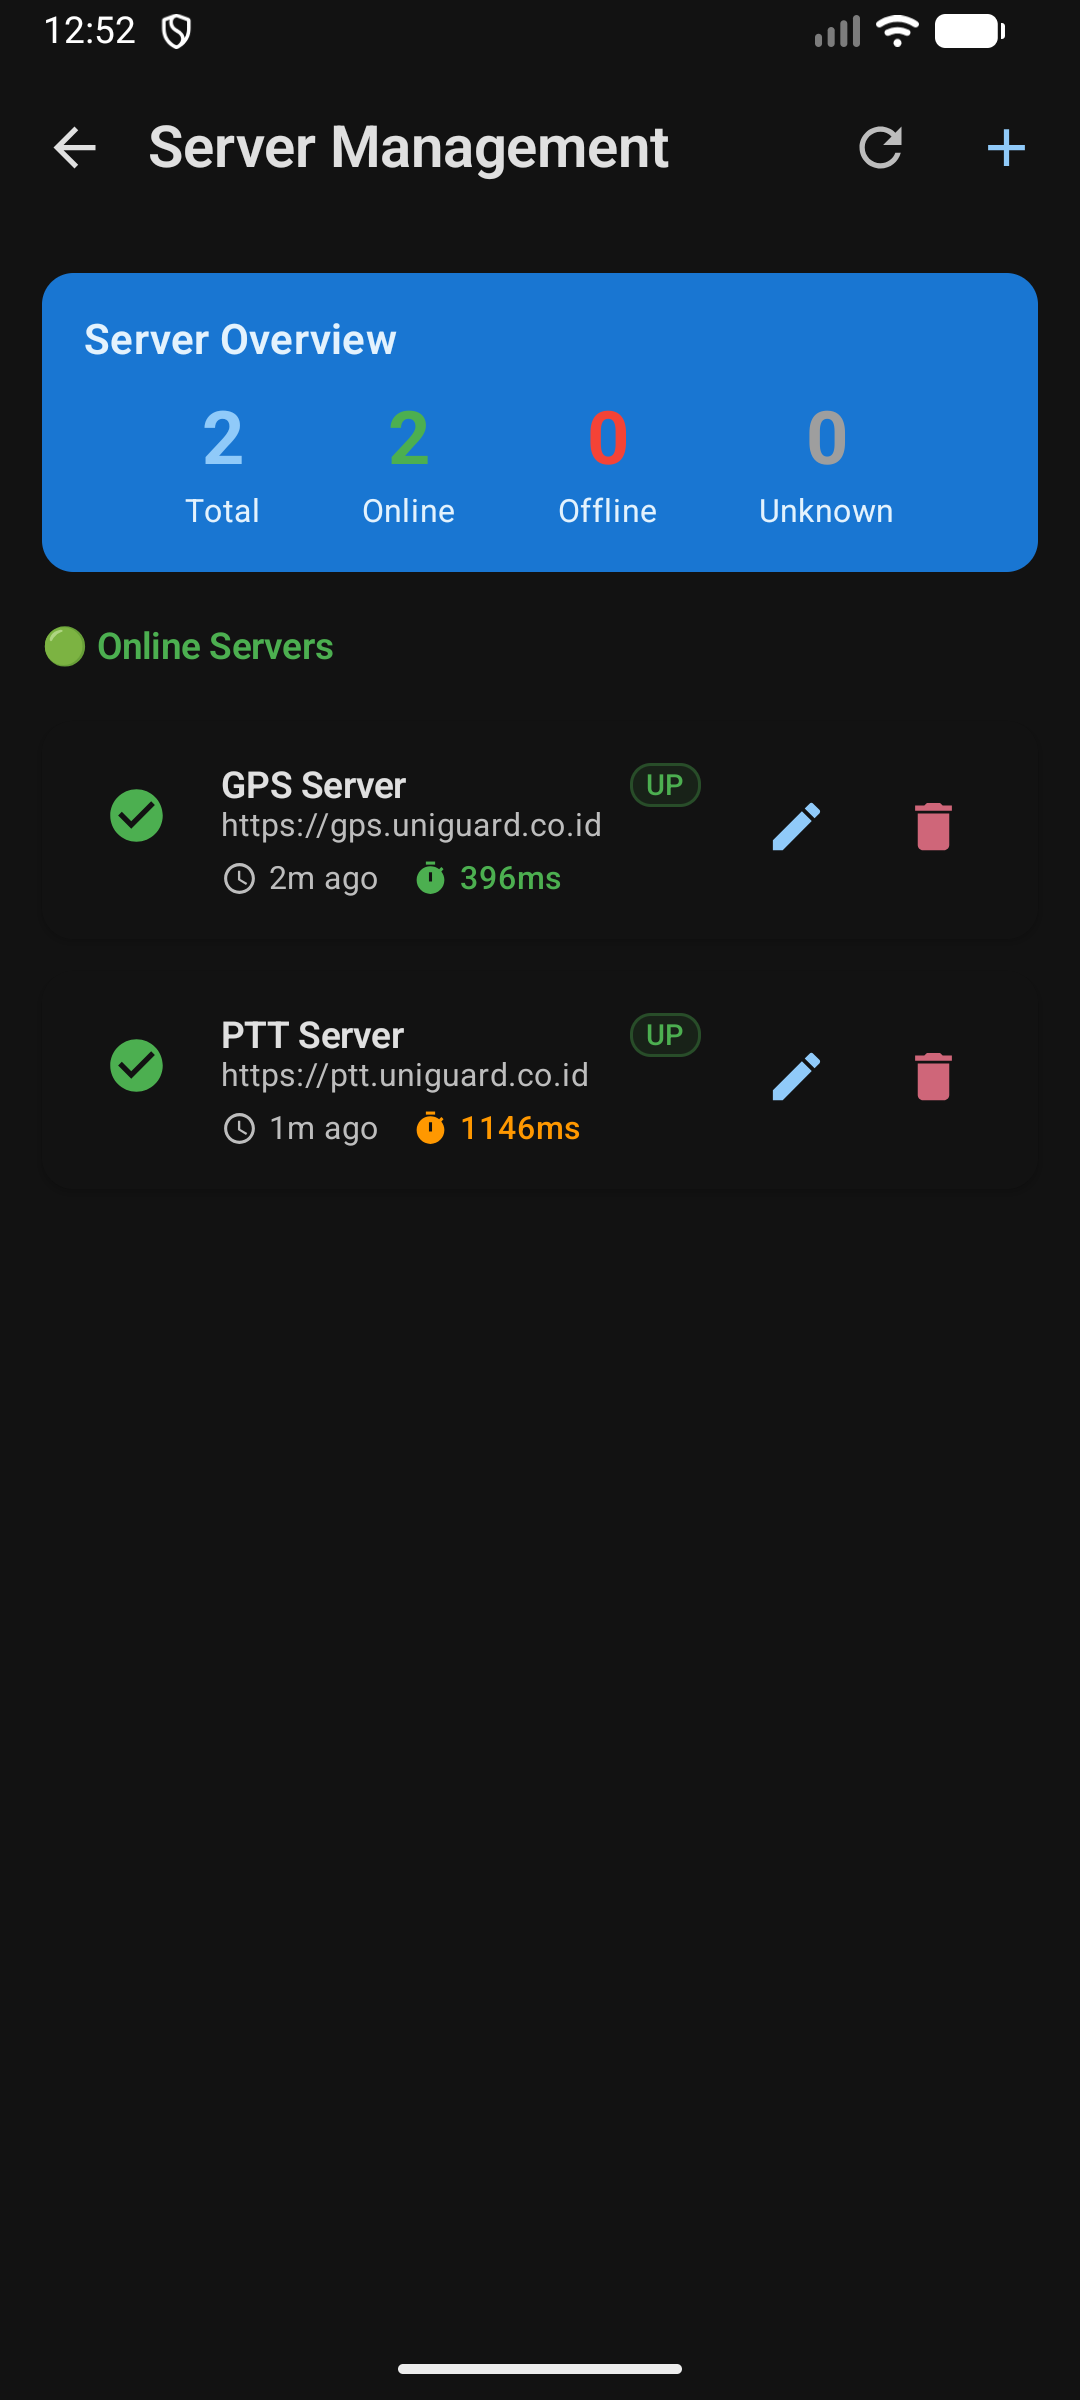 12:52
Server Management
Server Overview
2 2 0 0
Total Online Offline Unknown
Online Servers
GPS Server UP
https://gps.uniguard.co.id
2m ago 396ms
PTT Server UP
https://ptt.uniguard.co.id
1m ago 1146ms